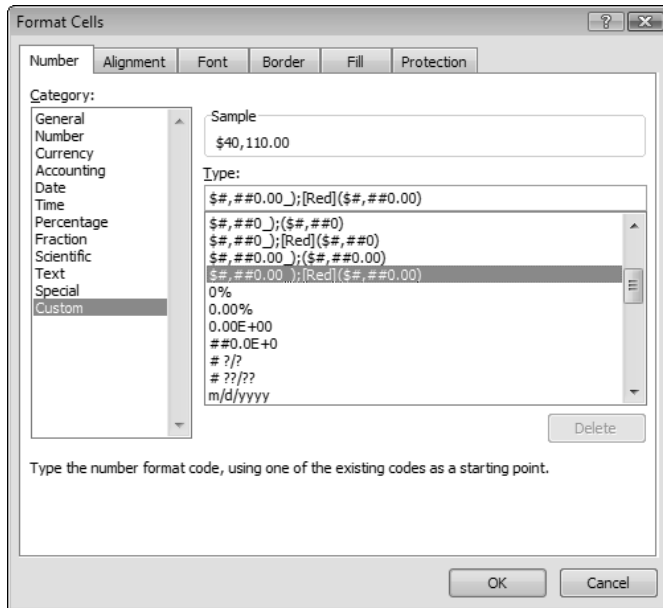 Format Cells
Number Alignment Font Border Fill Protection
Category:
General
Number
Currency
Accounting
Date
Time
Percentage
Fraction
Scientific
Text
Special
Custom
Sample
$40,110.00
Type:
$#,##0.00_);[Red]($#,##0.00)
$#,##0_);($#,##0)
$#,##0_);[Red]($#,##0)
$#,##0.00_);($#,##0.00)
$#,##0.00_);[Red]($#,##0.00)
0%
0.00%
0.00E+00
##0.0E+0
# ?/?
# ??/??
m/d/yyyy
Delete
Type the number format code, using one of the existing codes as a starting point.
OK Cancel